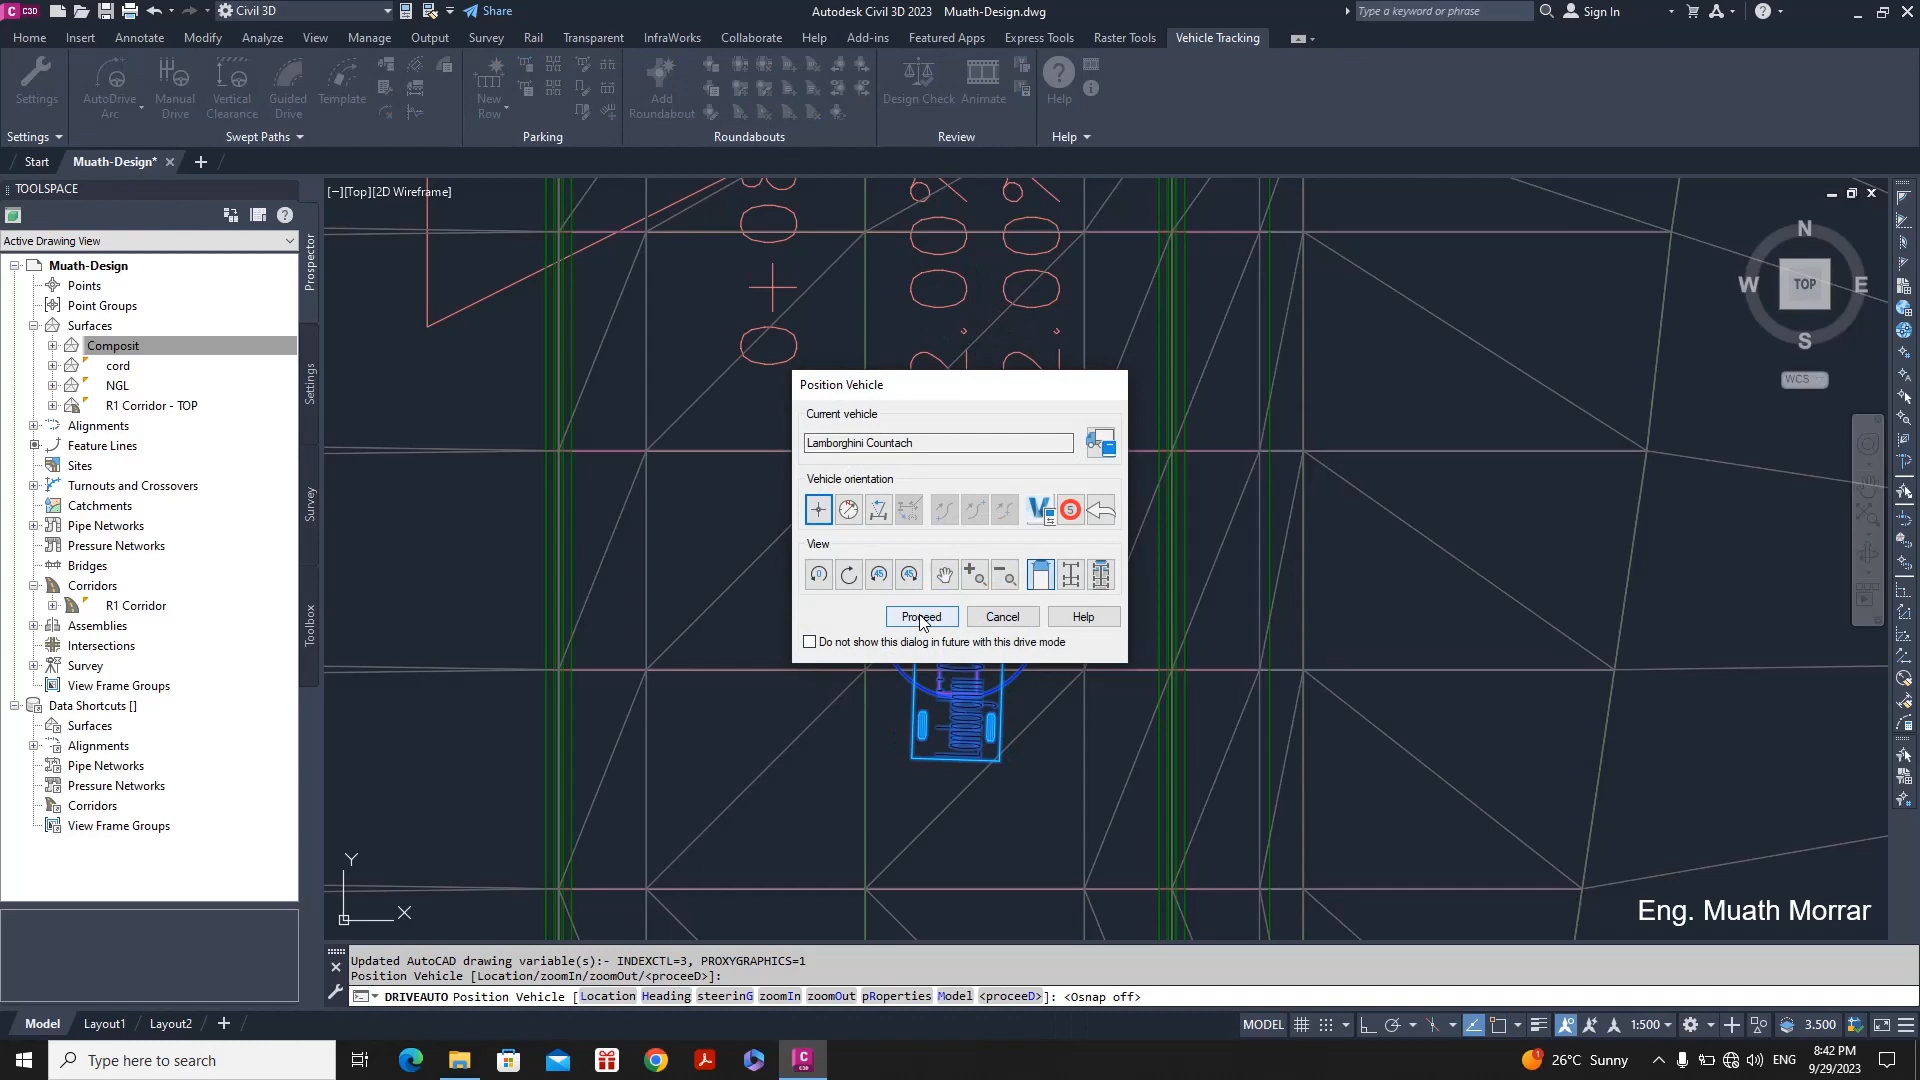 C3D Civil 3D Share Autodesk Civil 3D 2023 Muath-Design.dwg Type a keyword or phrase Sign In
Home Insert Annotate Modify Analyze View Manage Output Survey Rail Transparent InfraWorks Collaborate Help Add-ins Featured Apps Express Tools Raster Tools Vehicle Tracking
Settings AutoDrive Arc Manual Drive Vertical Clearance Guided Drive Template New Row Add Roundabout Design Check Animate Help
Settings Swept Paths Parking Roundabouts Review Help
Start Muath-Design*
TOOLSPACE
[−][Top][2D Wireframe]
Active Drawing View
Prospector
Settings
Survey
Toolbox
Muath-Design
Points
Point Groups
Surfaces
Composit
cord
NGL
R1 Corridor - TOP
Alignments
Feature Lines
Sites
Turnouts and Crossovers
Catchments
Pipe Networks
Pressure Networks
Bridges
Corridors
R1 Corridor
Assemblies
Intersections
Survey
View Frame Groups
Data Shortcuts []
Surfaces
Alignments
Pipe Networks
Pressure Networks
Corridors
View Frame Groups
N
W TOP E
S
WCS
Position Vehicle
Current vehicle
Lamborghini Countach
Vehicle orientation
5
View
0 45 45
Proceed Cancel Help
Do not show this dialog in future with this drive mode
Y
X
Eng. Muath Morrar
Updated AutoCAD drawing variable(s):- INDEXCTL=3, PROXYGRAPHICS=1
Position Vehicle [Location/zoomIn/zoomOut/<proceeD>]:
DRIVEAUTO Position Vehicle [Location Heading steerinG zoomIn zoomOut pRoperties Model <proceeD>]: <Osnap off>
Model Layout1 Layout2 MODEL 1:500 3.500
Type here to search 26°C Sunny ENG 8:42 PM
9/29/2023